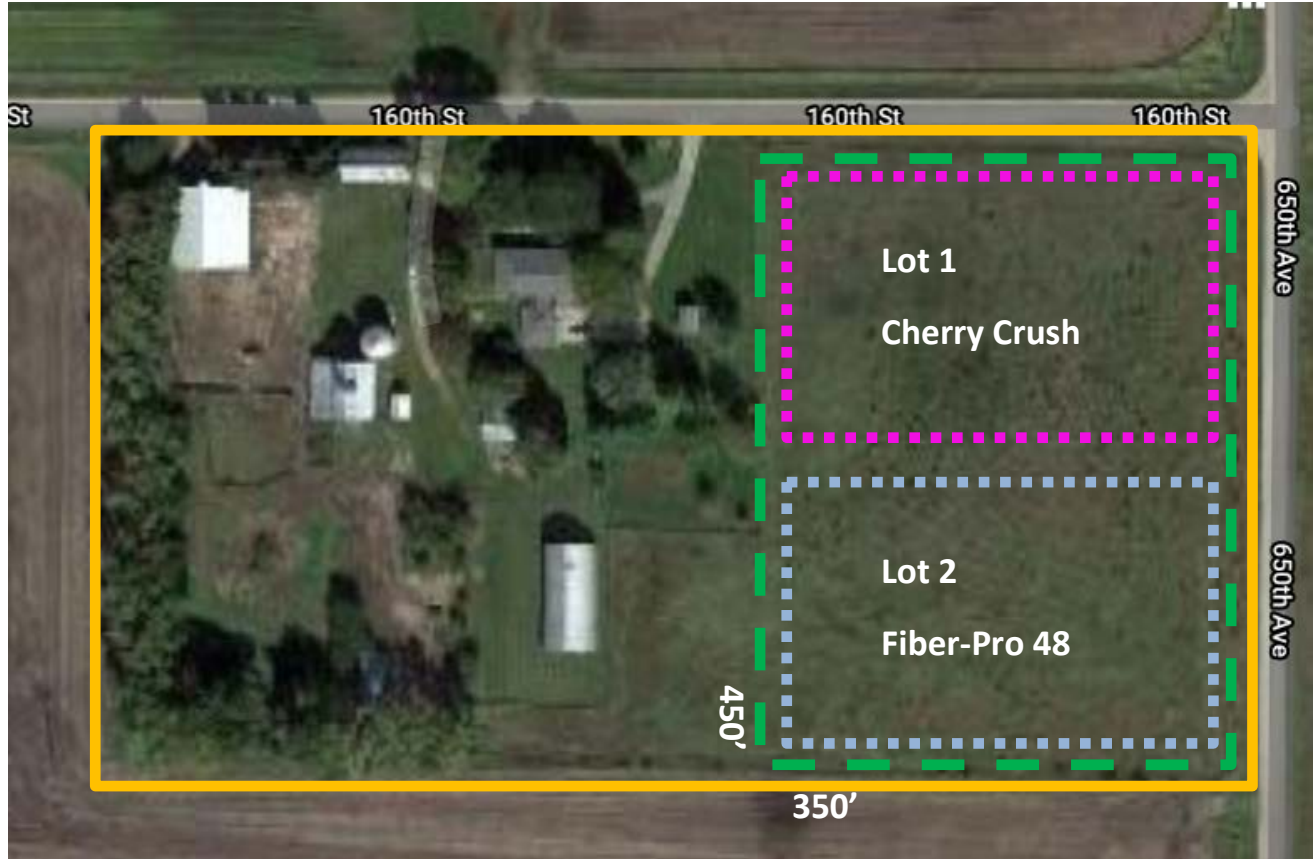 St
160th St
160th St
160th St
650th Ave
Lot 1
Cherry Crush
650th Ave
Lot 2
Fiber-Pro 48
450’
350’